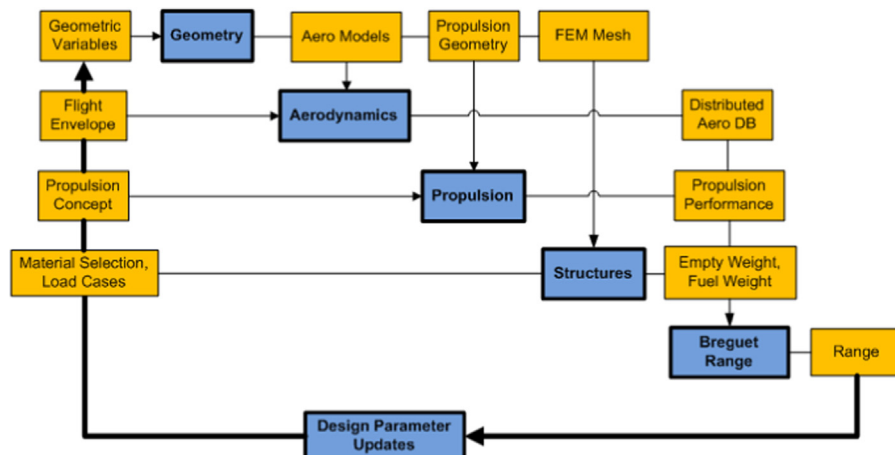 Geometric
Variables
Geometry
Aero Models
Propulsion
Geometry
FEM Mesh
Flight
Envelope
Aerodynamics
Distributed
Aero DB
Propulsion
Concept
Propulsion
Propulsion
Performance
Material Selection,
Load Cases
Structures
Empty Weight,
Fuel Weight
Breguet
Range
Range
Design Parameter
Updates